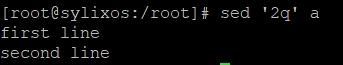 [root@sylixos:/root]# sed '2q' a
first line
second line